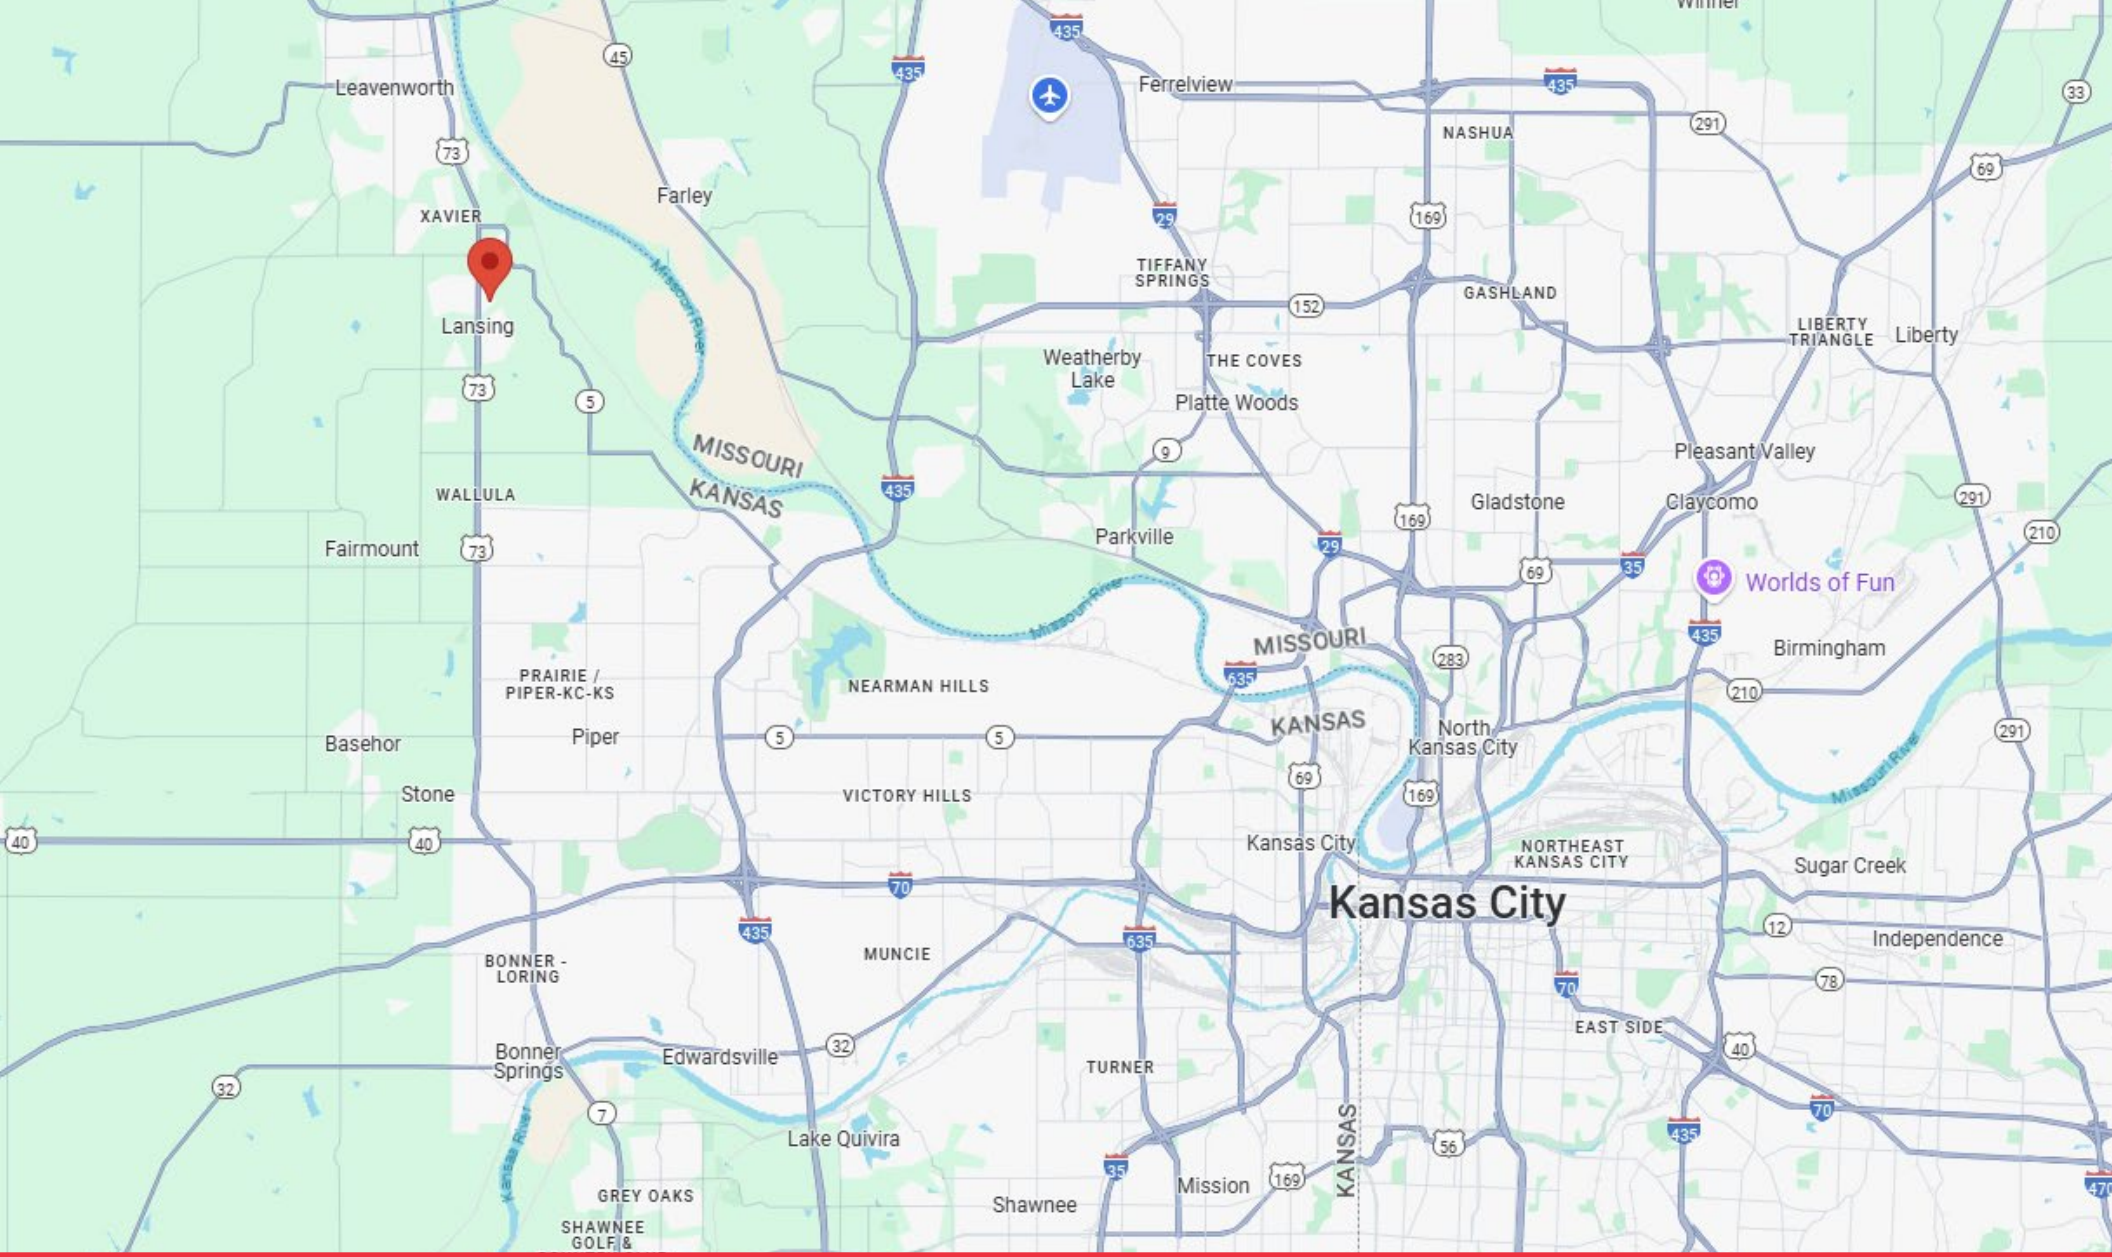 Winner
435
45
435
Leavenworth
Ferrelview
435
33
291
NASHUA
73
69
Farley
XAVIER
29
169
TIFFANY
SPRINGS
GASHLAND
152
Missouri River
Lansing
LIBERTY
TRIANGLE
Liberty
Weatherby
Lake
THE COVES
73
5
Platte Woods
9
Pleasant Valley
MISSOURI
KANSAS
435
WALLULA
Gladstone
Claycomo
291
169
210
Parkville
Fairmount
73
29
69
35
Worlds of Fun
Missouri River
435
MISSOURI
Birmingham
283
635
PRAIRIE /
PIPER-KC-KS
NEARMAN HILLS
210
KANSAS
North
Kansas City
291
Basehor
Piper
5
5
69
Missouri River
Stone
VICTORY HILLS
169
40
40
Kansas City
NORTHEAST
KANSAS CITY
Sugar Creek
70
Kansas City
12
435
635
Independence
MUNCIE
BONNER -
LORING
78
70
EAST SIDE
32
40
Bonner
Springs
Edwardsville
TURNER
32
7
70
435
Kansas River
Lake Quivira
KANSAS
56
35
169
Mission
470
GREY OAKS
Shawnee
SHAWNEE
GOLF &